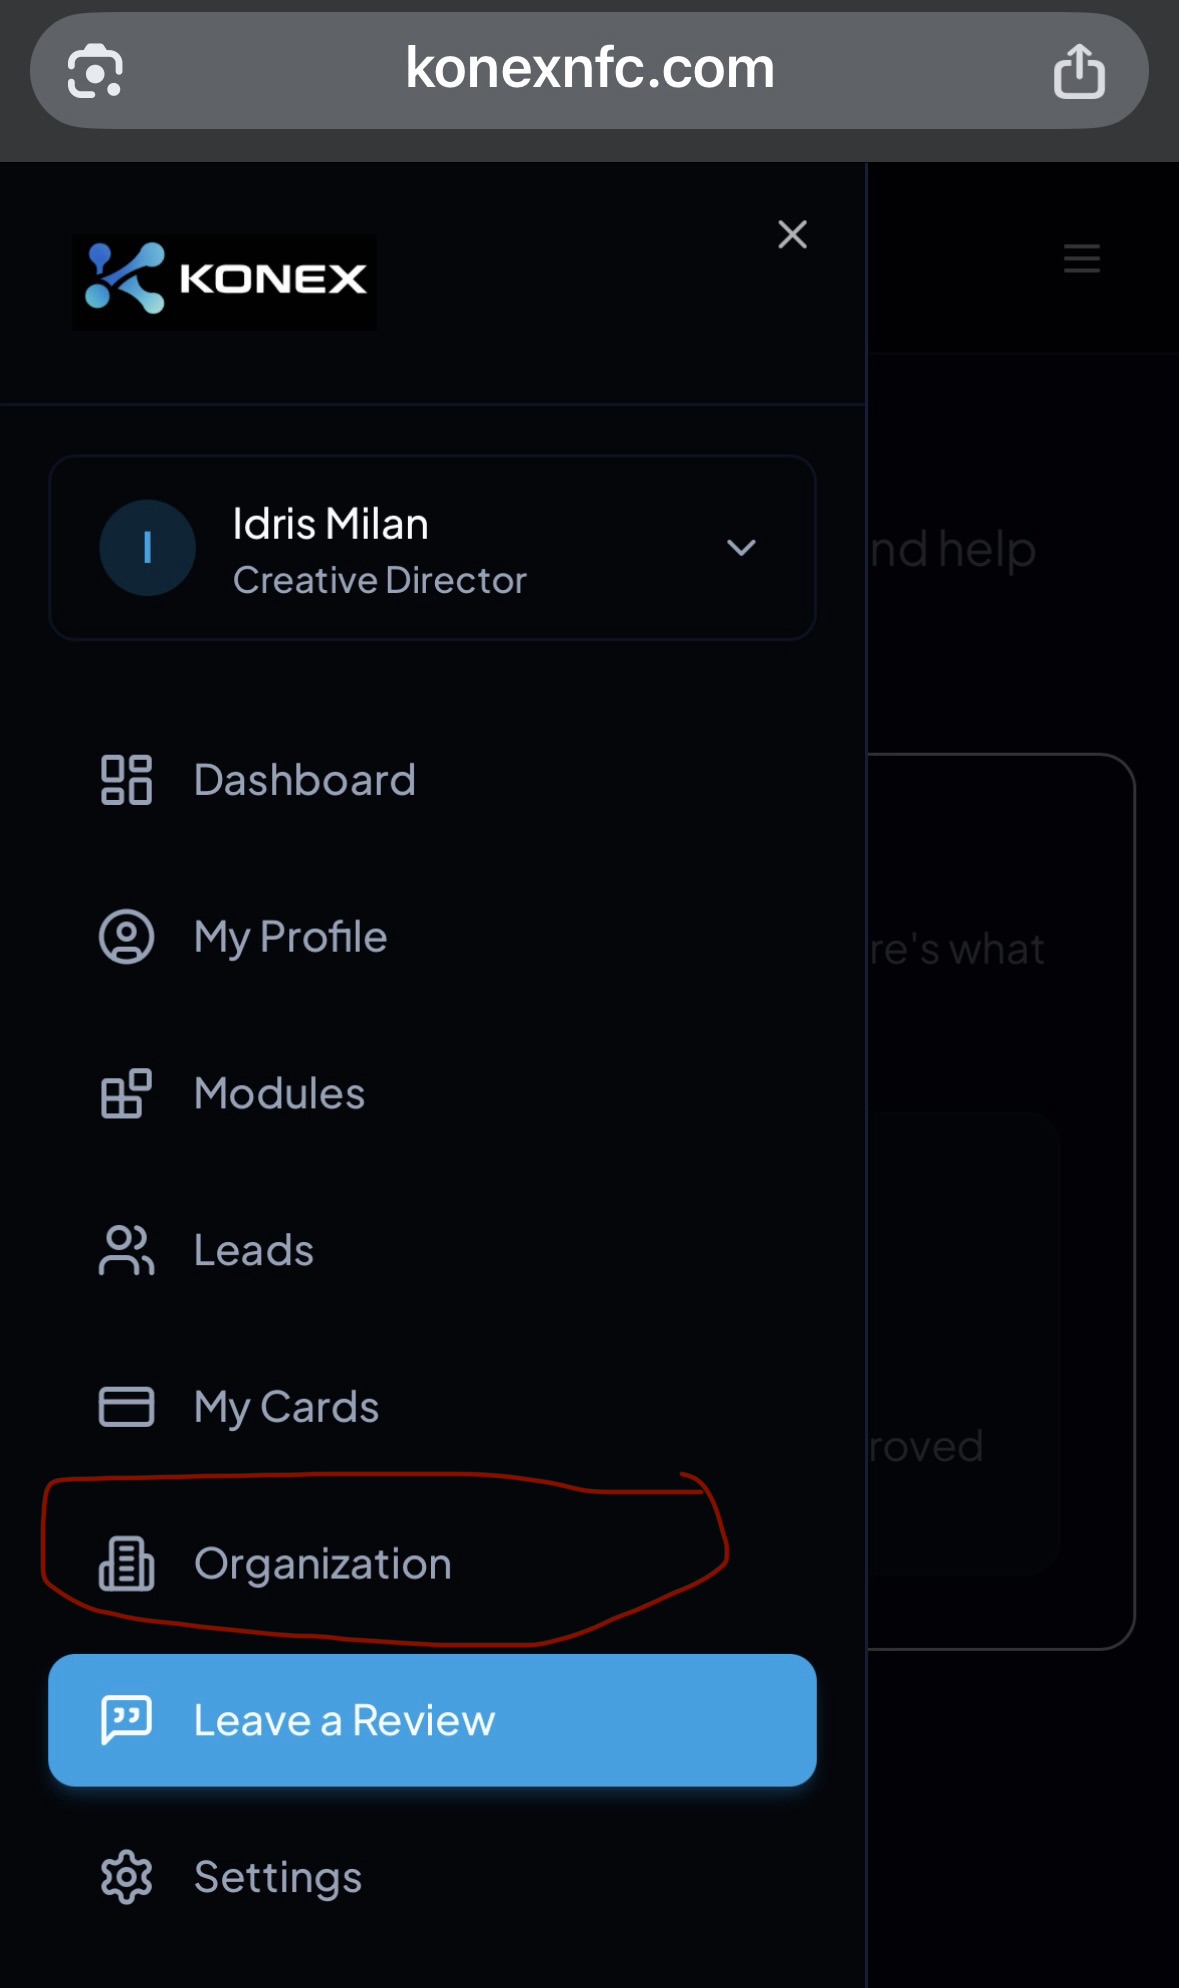 konexnfc.com
KONEX
Idris Milan
Creative Director
nd help
Dashboard
My Profile
re's what
Modules
Leads
My Cards
roved
Organization
Leave a Review
Settings